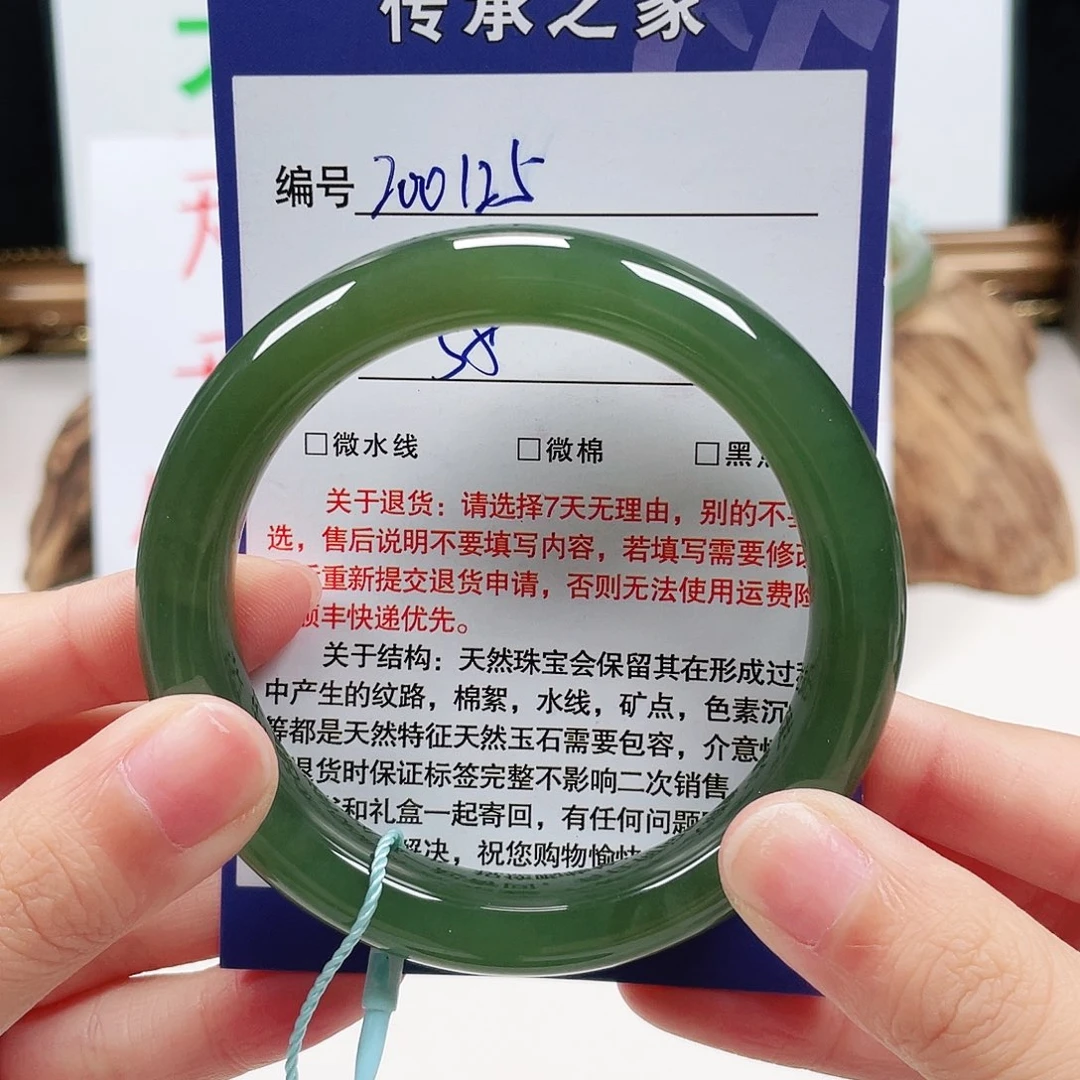 传承之家
编号 200125
58
□微水线 □微棉 □黑
关于退货：请选择7天无理由，别的不
选，售后说明不要填写内容，若填写需要修改
重新提交退货申请，否则无法使用运费险
顺丰快递优先。
关于结构：天然珠宝会保留其在形成过
中产生的纹路，棉絮，水线，矿点，色素沉
等都是天然特征天然玉石需要包容，介意
退货时保证标签完整不影响二次销售
和礼盒一起寄回，有任何问题
解决，祝您购物愉快